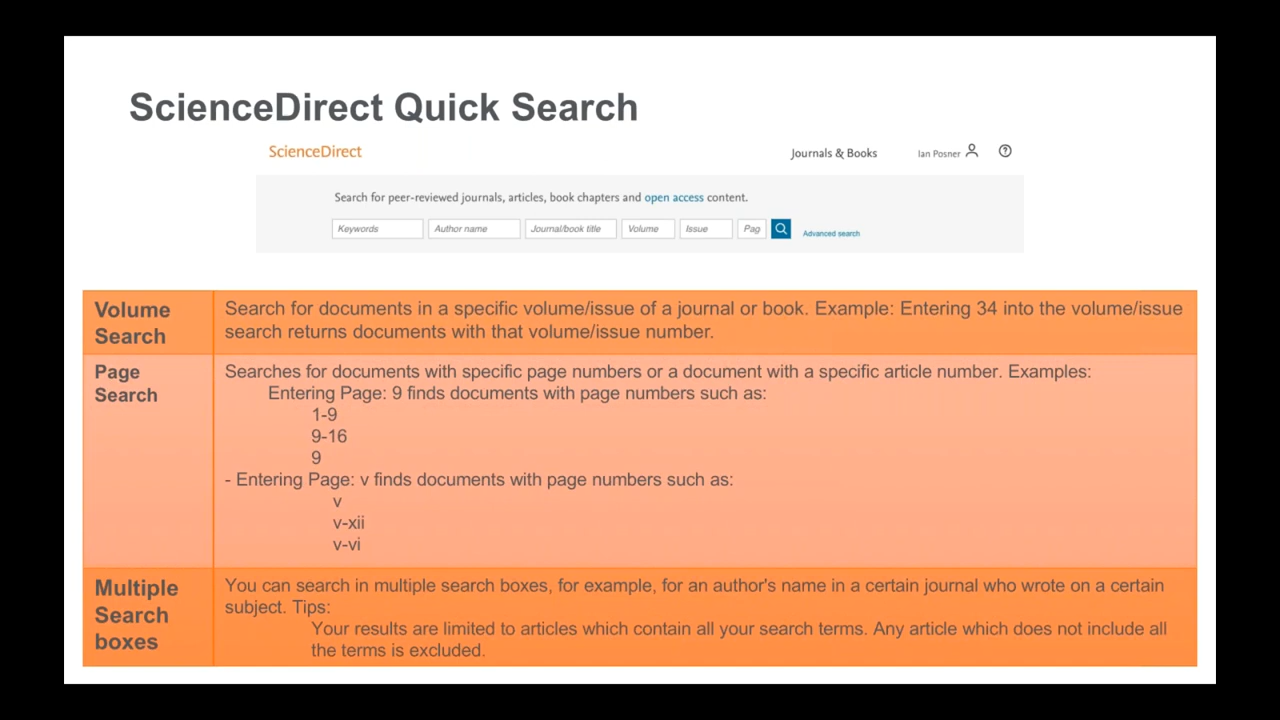 ScienceDirect Quick Search
ScienceDirect
Journals & Books
Ian Posner
Search for peer-reviewed journals, articles, book chapters and open access content.
Keywords
Author name
Journal/book title
Volume
Issue
Pag
Advanced search
Volume
Search
Search for documents in a specific volume/issue of a journal or book. Example: Entering 34 into the volume/issue
search returns documents with that volume/issue number.
Page
Search
Searches for documents with specific page numbers or a document with a specific article number. Examples:
Entering Page: 9 finds documents with page numbers such as:
1-9
9-16
9
- Entering Page: v finds documents with page numbers such as:
v
v-xii
v-vi
Multiple
Search
boxes
You can search in multiple search boxes, for example, for an author's name in a certain journal who wrote on a certain
subject. Tips:
Your results are limited to articles which contain all your search terms. Any article which does not include all
the terms is excluded.